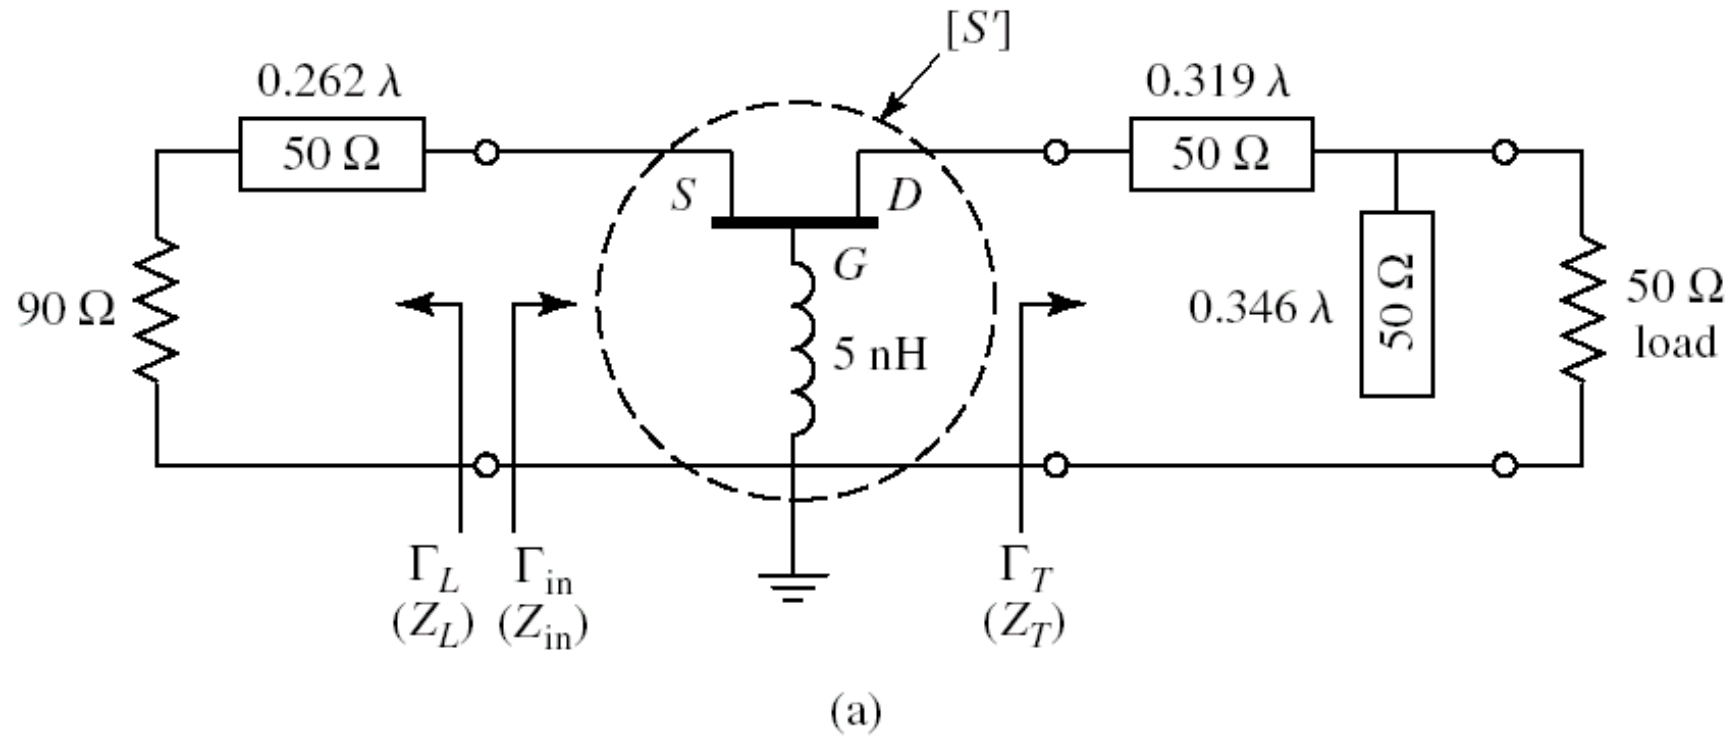 [S′]
0.262 λ
50 Ω
0.319 λ
50 Ω
S
D
G
90 Ω
5 nH
0.346 λ
50 Ω
50 Ω
load
Γ_L
(Z_L)
Γ_in
(Z_in)
Γ_T
(Z_T)
(a)